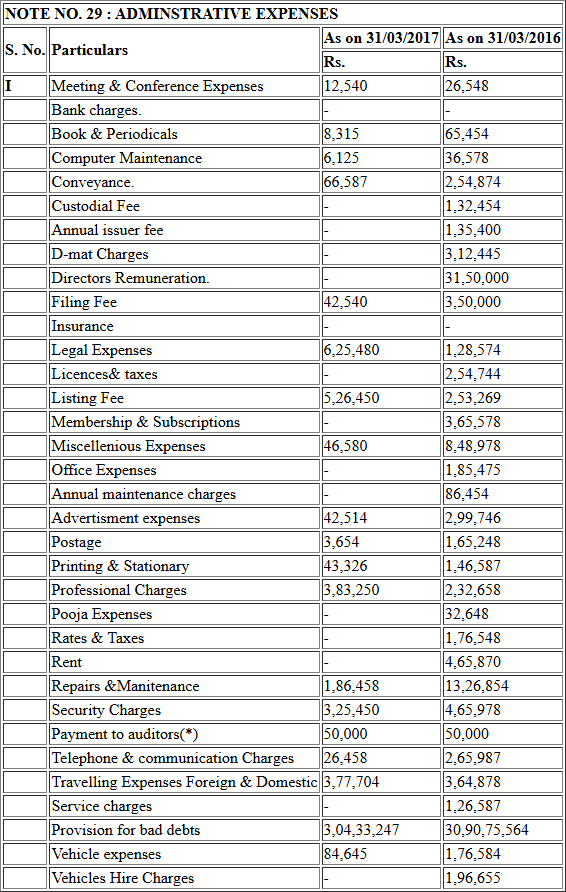 NOTE NO. 29 : ADMINSTRATIVE EXPENSES
S. No. Particulars As on 31/03/2017 As on 31/03/2016
Rs. Rs.
I Meeting & Conference Expenses 12,540 26,548
Bank charges. - -
Book & Periodicals 8,315 65,454
Computer Maintenance 6,125 36,578
Conveyance. 66,587 2,54,874
Custodial Fee - 1,32,454
Annual issuer fee - 1,35,400
D-mat Charges - 3,12,445
Directors Remuneration. - 31,50,000
Filing Fee 42,540 3,50,000
Insurance - -
Legal Expenses 6,25,480 1,28,574
Licences& taxes - 2,54,744
Listing Fee 5,26,450 2,53,269
Membership & Subscriptions - 3,65,578
Miscellenious Expenses 46,580 8,48,978
Office Expenses - 1,85,475
Annual maintenance charges - 86,454
Advertisment expenses 42,514 2,99,746
Postage 3,654 1,65,248
Printing & Stationary 43,326 1,46,587
Professional Charges 3,83,250 2,32,658
Pooja Expenses - 32,648
Rates & Taxes - 1,76,548
Rent - 4,65,870
Repairs &Manitenance 1,86,458 13,26,854
Security Charges 3,25,450 4,65,978
Payment to auditors(*) 50,000 50,000
Telephone & communication Charges 26,458 2,65,987
Travelling Expenses Foreign & Domestic 3,77,704 3,64,878
Service charges - 1,26,587
Provision for bad debts 3,04,33,247 30,90,75,564
Vehicle expenses 84,645 1,76,584
Vehicles Hire Charges - 1,96,655